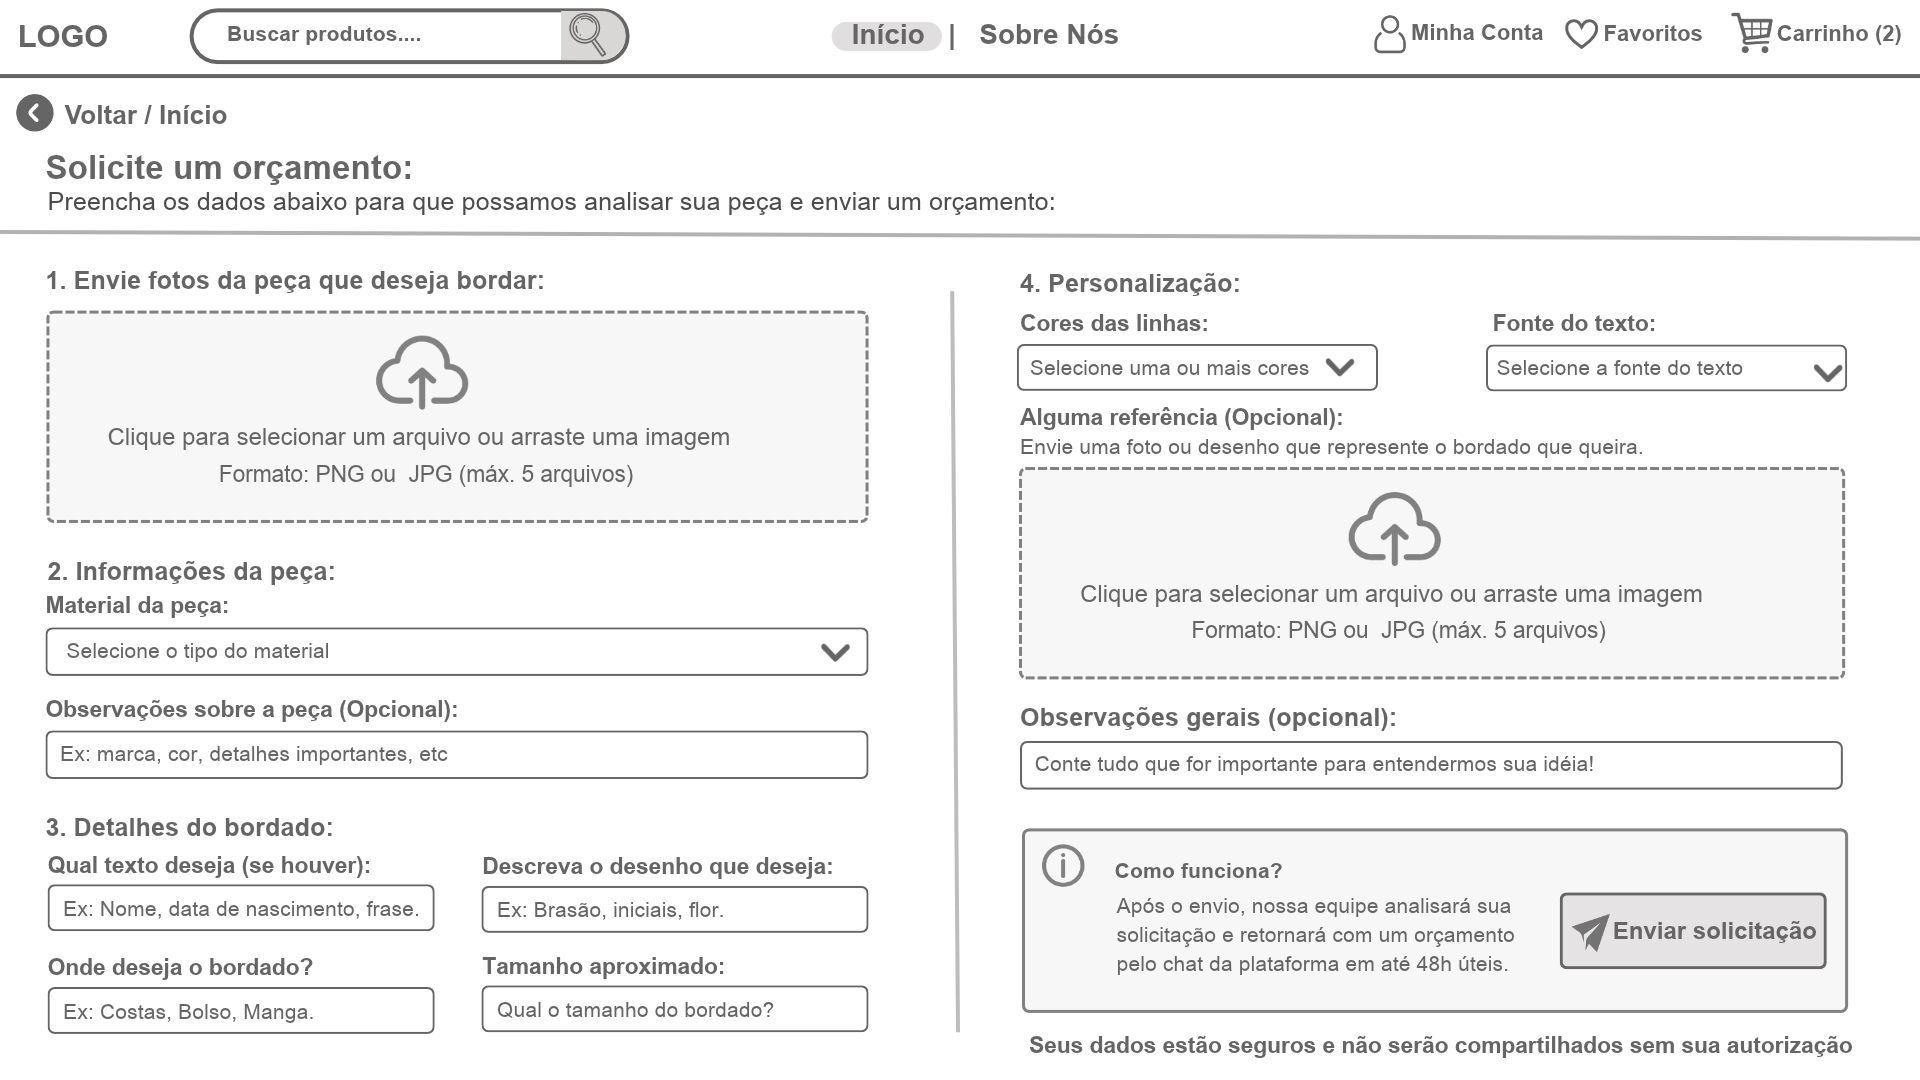 LOGO
Buscar produtos....
Início | Sobre Nós
Minha Conta
Favoritos
Carrinho (2)
Voltar / Início
Solicite um orçamento:
Preencha os dados abaixo para que possamos analisar sua peça e enviar um orçamento:
1. Envie fotos da peça que deseja bordar:
Clique para selecionar um arquivo ou arraste uma imagem
Formato: PNG ou JPG (máx. 5 arquivos)
2. Informações da peça:
Material da peça:
Selecione o tipo do material
Observações sobre a peça (Opcional):
Ex: marca, cor, detalhes importantes, etc
3. Detalhes do bordado:
Qual texto deseja (se houver):
Ex: Nome, data de nascimento, frase.
Descreva o desenho que deseja:
Ex: Brasão, iniciais, flor.
Onde deseja o bordado?
Ex: Costas, Bolso, Manga.
Tamanho aproximado:
Qual o tamanho do bordado?
4. Personalização:
Cores das linhas:
Selecione uma ou mais cores
Fonte do texto:
Selecione a fonte do texto
Alguma referência (Opcional):
Envie uma foto ou desenho que represente o bordado que queira.
Clique para selecionar um arquivo ou arraste uma imagem
Formato: PNG ou JPG (máx. 5 arquivos)
Observações gerais (opcional):
Conte tudo que for importante para entendermos sua idéia!
Como funciona?
Após o envio, nossa equipe analisará sua
solicitação e retornará com um orçamento
pelo chat da plataforma em até 48h úteis.
Enviar solicitação
Seus dados estão seguros e não serão compartilhados sem sua autorização